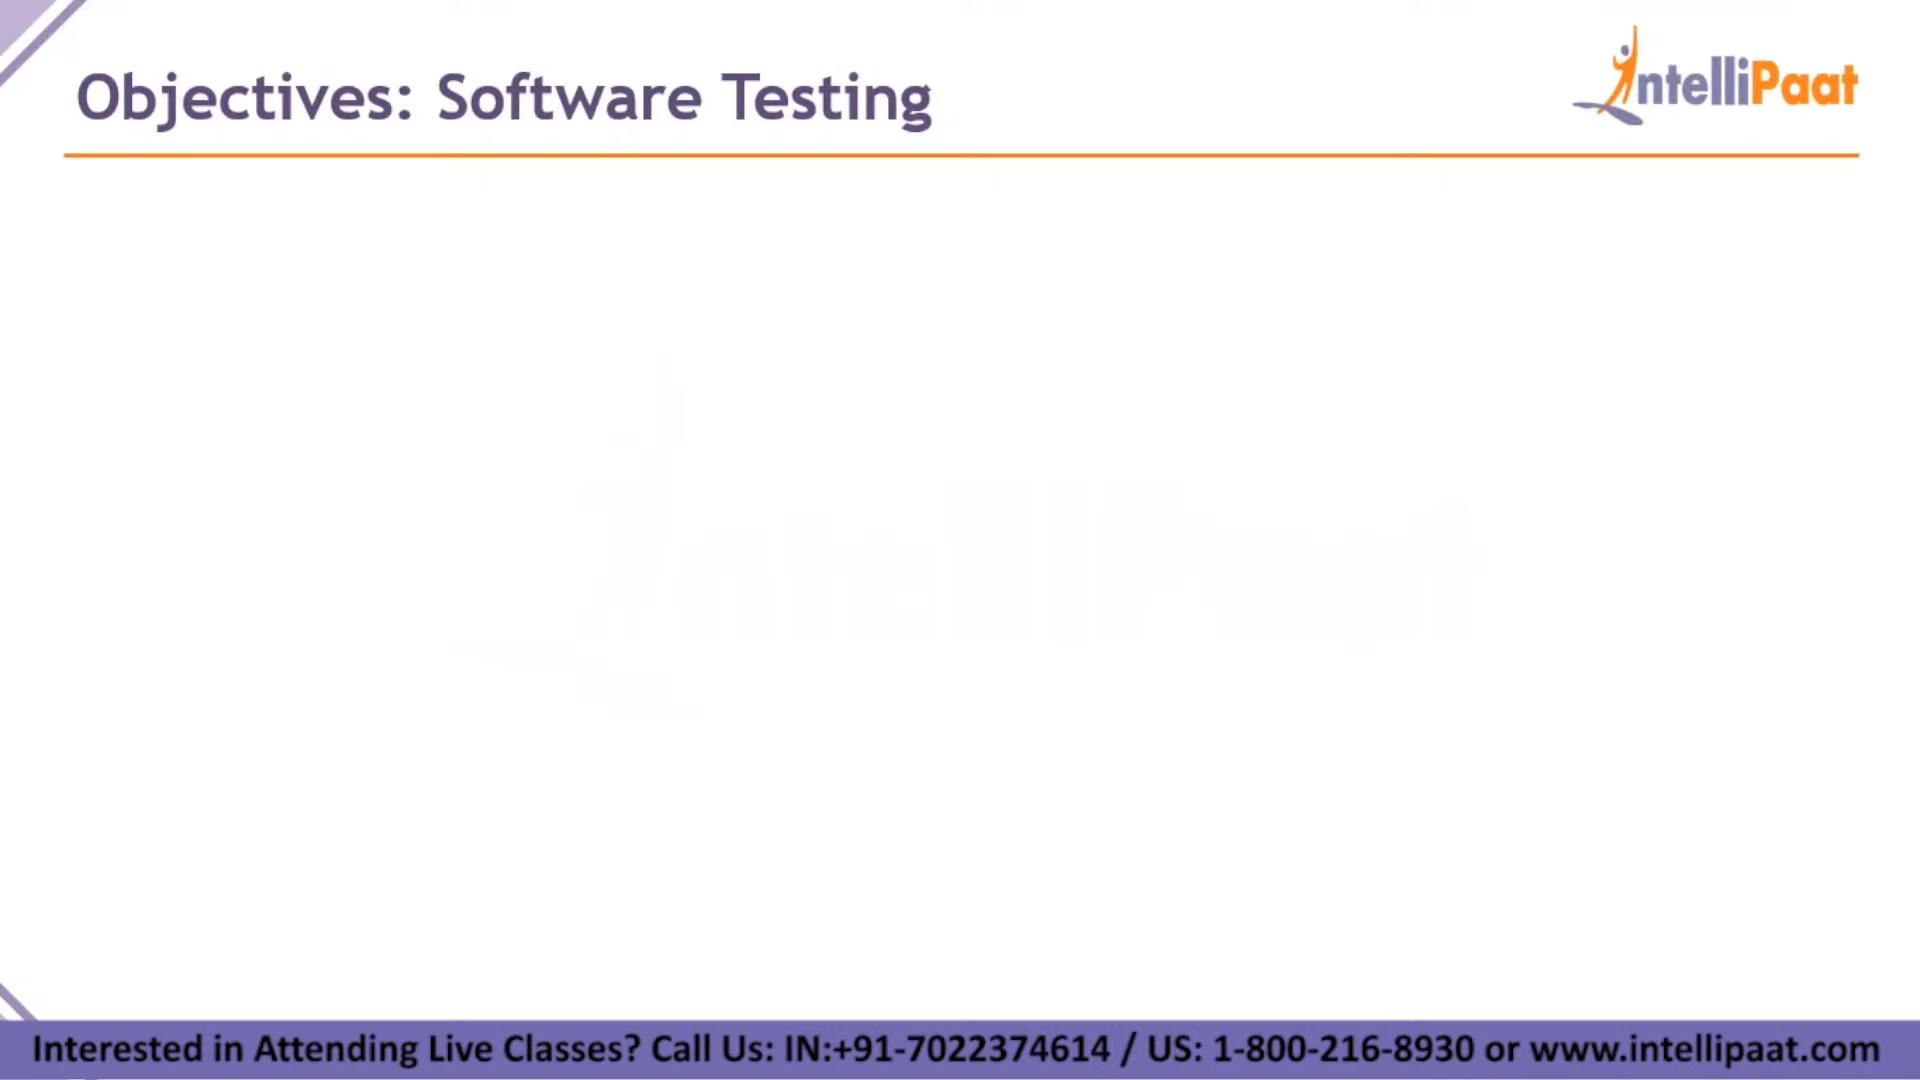 Objectives: Software Testing
IntelliPaat
Interested in Attending Live Classes? Call Us: IN:+91-7022374614 / US: 1-800-216-8930 or www.intellipaat.com